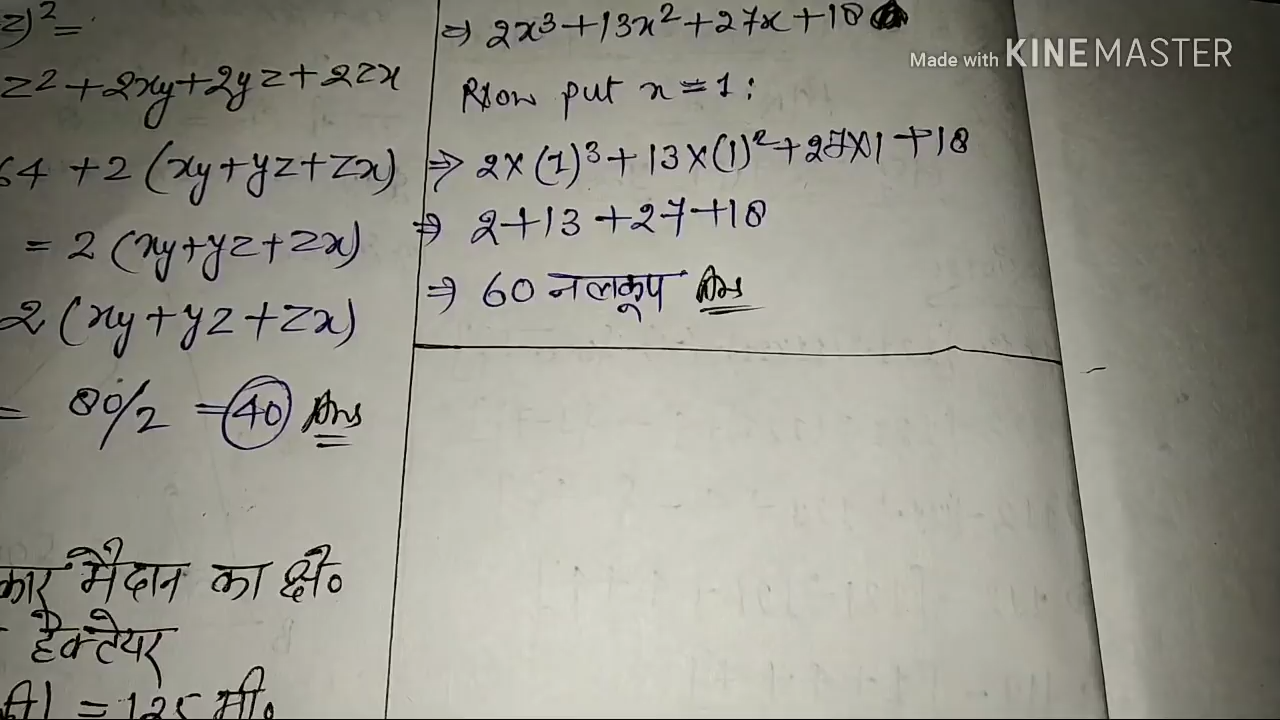 z)²=
z²+2xy+2yz+2zx
64 +2 (xy+yz+zx)
= 2 (xy+yz+zx)
2 (xy+yz+zx)
= 80/2 = 40 Ans
कार मैदान का क्षे०
हेक्टेयर
= 125 मी०
⇒ 2x³+13x²+27x+18
Now put x=1:
⇒ 2×(1)³+13×(1)²+27×1+18
⇒ 2+13+27+18
⇒ 60 नलकूप Ans
Made with KINEMASTER